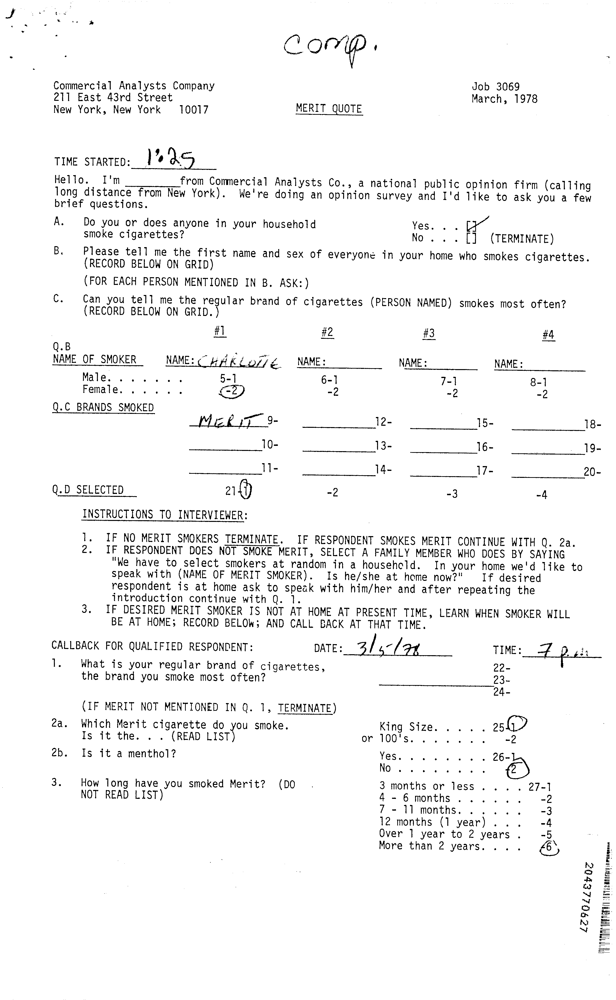 comp.
Commercial Analysts Company
211 East 43rd Street
New York, New York 10017
Job 3069
March, 1978
MERIT QUOTE
TIME STARTED: 1:25
Hello. I'm ________from Commercial Analysts Co., a national public opinion firm (calling
long distance from New York). We're doing an opinion survey and I'd like to ask you a few
brief questions.
A. Do you or does anyone in your household
smoke cigarettes?
Yes. . . [ ]
No . . . [ ] (TERMINATE)
B. Please tell me the first name and sex of everyone in your home who smokes cigarettes.
(RECORD BELOW ON GRID)
(FOR EACH PERSON MENTIONED IN B. ASK:)
C. Can you tell me the regular brand of cigarettes (PERSON NAMED) smokes most often?
(RECORD BELOW ON GRID.)
#1 #2 #3 #4
Q.B
NAME OF SMOKER NAME: CHARLOTTE NAME: NAME: NAME:
Male. . . . . . . 5-1 6-1 7-1 8-1
Female. . . . . . -2 -2 -2 -2
Q.C BRANDS SMOKED
MERIT 9- 12- 15- 18-
10- 13- 16- 19-
11- 14- 17- 20-
Q.D SELECTED 21-1 -2 -3 -4
INSTRUCTIONS TO INTERVIEWER:
1. IF NO MERIT SMOKERS TERMINATE. IF RESPONDENT SMOKES MERIT CONTINUE WITH Q. 2a.
2. IF RESPONDENT DOES NOT SMOKE MERIT, SELECT A FAMILY MEMBER WHO DOES BY SAYING
"We have to select smokers at random in a household. In your home we'd like to
speak with (NAME OF MERIT SMOKER). Is he/she at home now?" If desired
respondent is at home ask to speak with him/her and after repeating the
introduction continue with Q. 1.
3. IF DESIRED MERIT SMOKER IS NOT AT HOME AT PRESENT TIME, LEARN WHEN SMOKER WILL
BE AT HOME; RECORD BELOW; AND CALL BACK AT THAT TIME.
CALLBACK FOR QUALIFIED RESPONDENT: DATE: 3/5/78 TIME: 7 p.m.
1. What is your regular brand of cigarettes,
the brand you smoke most often?
22-
23-
24-
(IF MERIT NOT MENTIONED IN Q. 1, TERMINATE)
2a. Which Merit cigarette do you smoke.
Is it the. . . (READ LIST)
King Size. . . . . 25-1
or 100's. . . . . . . -2
2b. Is it a menthol?
Yes. . . . . . . . 26-1
No . . . . . . . . -2
3. How long have you smoked Merit? (DO
NOT READ LIST)
3 months or less . . . . 27-1
4 - 6 months . . . . . . -2
7 - 11 months. . . . . . -3
12 months (1 year) . . . -4
Over 1 year to 2 years . -5
More than 2 years. . . . -6
2043770627